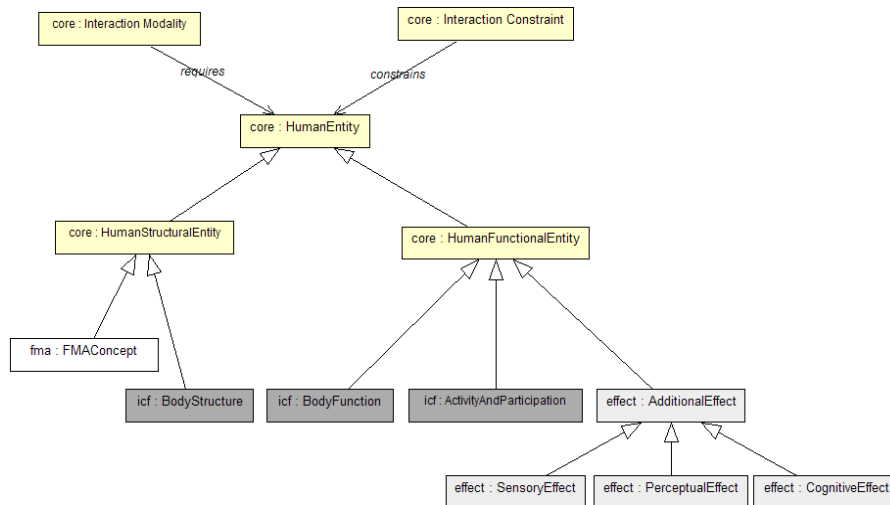 core : Interaction Modality
core : Interaction Constraint
requires
constrains
core : HumanEntity
core : HumanStructuralEntity
core : HumanFunctionalEntity
fma : FMAConcept
icf : BodyStructure
icf : BodyFunction
icf : ActivityAndParticipation
effect : AdditionalEffect
effect : SensoryEffect
effect : PerceptualEffect
effect : CognitiveEffect